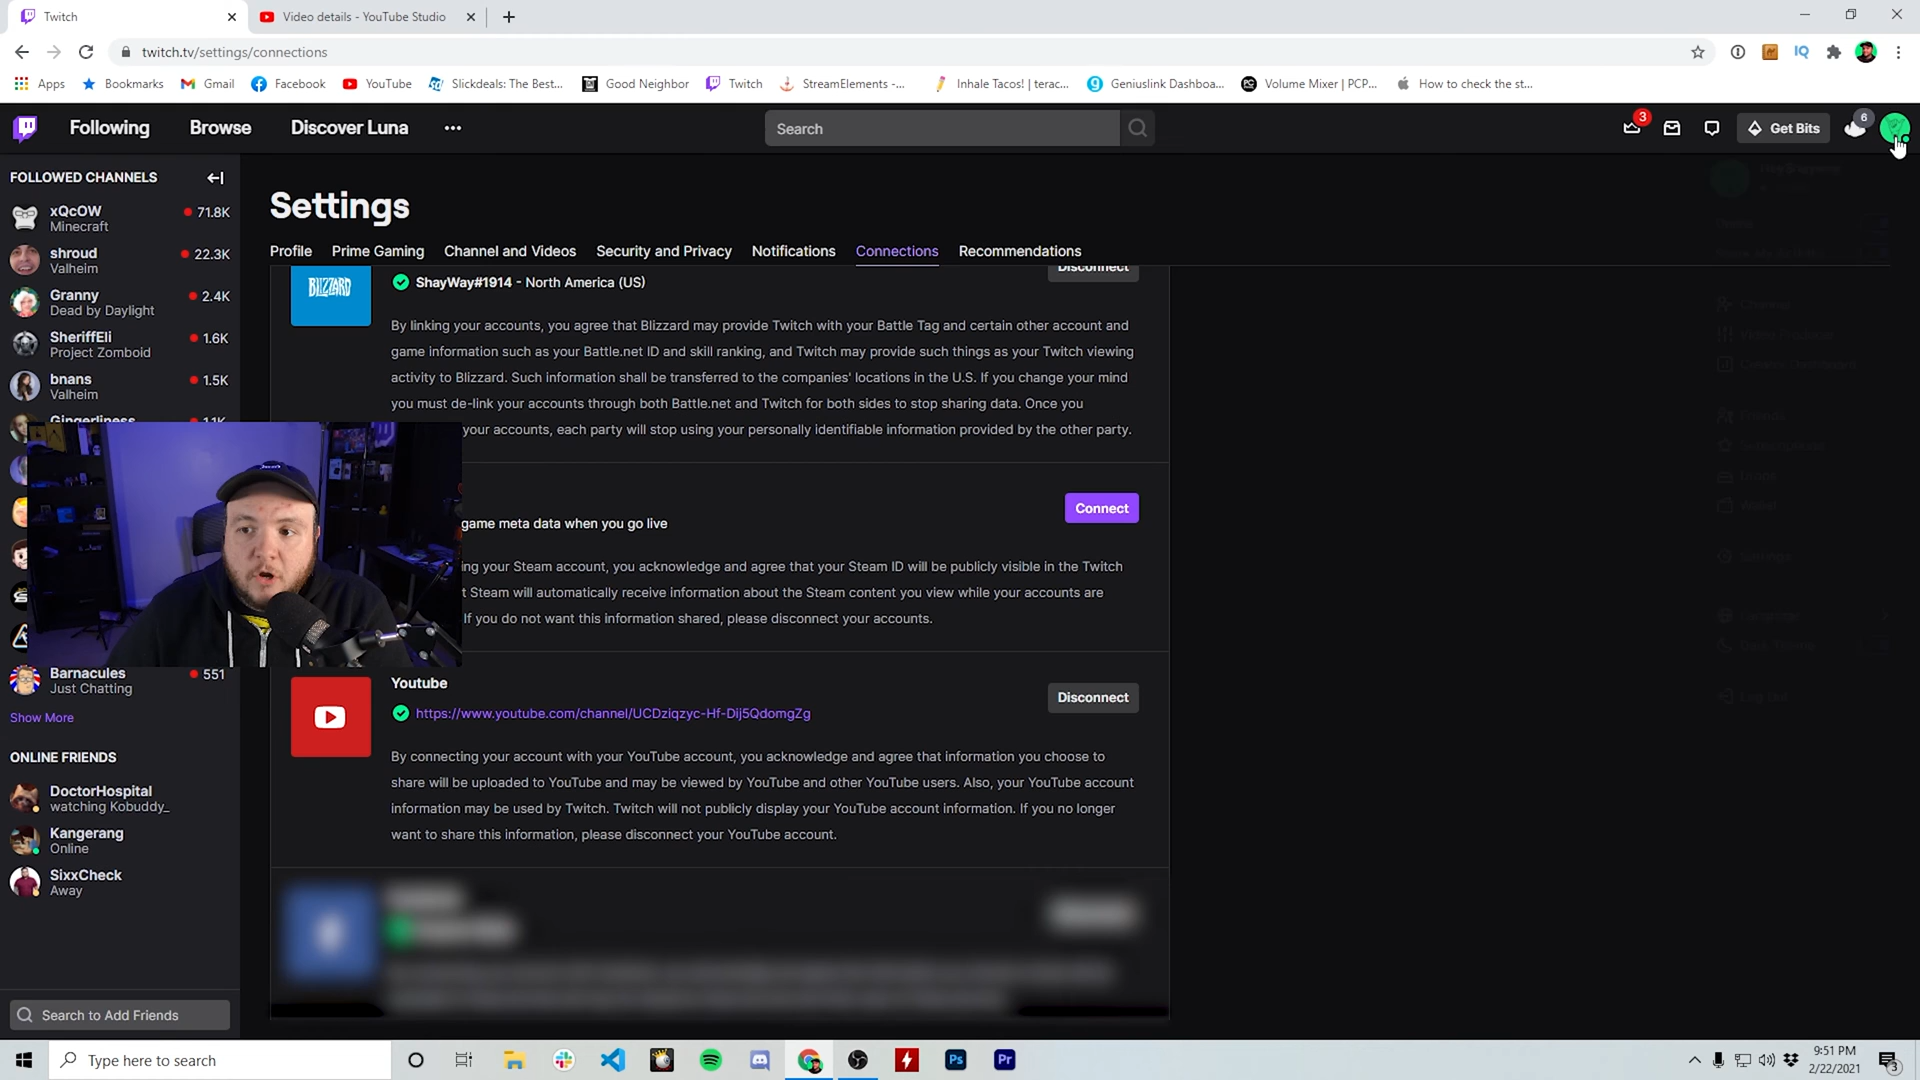 Twitch
Video details - YouTube Studio
twitch.tv/settings/connections
Apps
Bookmarks
Gmail
Facebook
YouTube
Slickdeals: The Best...
Good Neighbor
Twitch
StreamElements -...
Inhale Tacos! | terac...
Geniuslink Dashboa...
Volume Mixer | PCP...
How to check the st...
Following
Browse
Discover Luna
Search
3
Get Bits
6
FOLLOWED CHANNELS
xQcOW
71.8K
Minecraft
shroud
22.3K
Valheim
Granny
2.4K
Dead by Daylight
SheriffEli
1.6K
Project Zomboid
bnans
1.5K
Valheim
Gingerliness
1.1K
Barnacules
551
Just Chatting
Show More
ONLINE FRIENDS
DoctorHospital
watching Kobuddy_
Kangerang
Online
SixxCheck
Away
Search to Add Friends
Settings
Profile
Prime Gaming
Channel and Videos
Security and Privacy
Notifications
Connections
Recommendations
BLIZZARD
ShayWay#1914 - North America (US)
Disconnect
By linking your accounts, you agree that Blizzard may provide Twitch with your Battle Tag and certain other account and
game information such as your Battle.net ID and skill ranking, and Twitch may provide such things as your Twitch viewing
activity to Blizzard. Such information shall be transferred to the companies' locations in the U.S. If you change your mind
you must de-link your accounts through both Battle.net and Twitch for both sides to stop sharing data. Once you
your accounts, each party will stop using your personally identifiable information provided by the other party.
Connect
game meta data when you go live
ing your Steam account, you acknowledge and agree that your Steam ID will be publicly visible in the Twitch
t Steam will automatically receive information about the Steam content you view while your accounts are
If you do not want this information shared, please disconnect your accounts.
Youtube
Disconnect
https://www.youtube.com/channel/UCDziqzyc-Hf-Dij5QdomgZg
By connecting your account with your YouTube account, you acknowledge and agree that information you choose to
share will be uploaded to YouTube and may be viewed by YouTube and other YouTube users. Also, your YouTube account
information may be used by Twitch. Twitch will not publicly display your YouTube account information. If you no longer
want to share this information, please disconnect your YouTube account.
Channel
Creator Dashboard
Friends
Settings
Language
Log Out
Type here to search
Ps
Pr
9:51 PM
2/22/2021
3